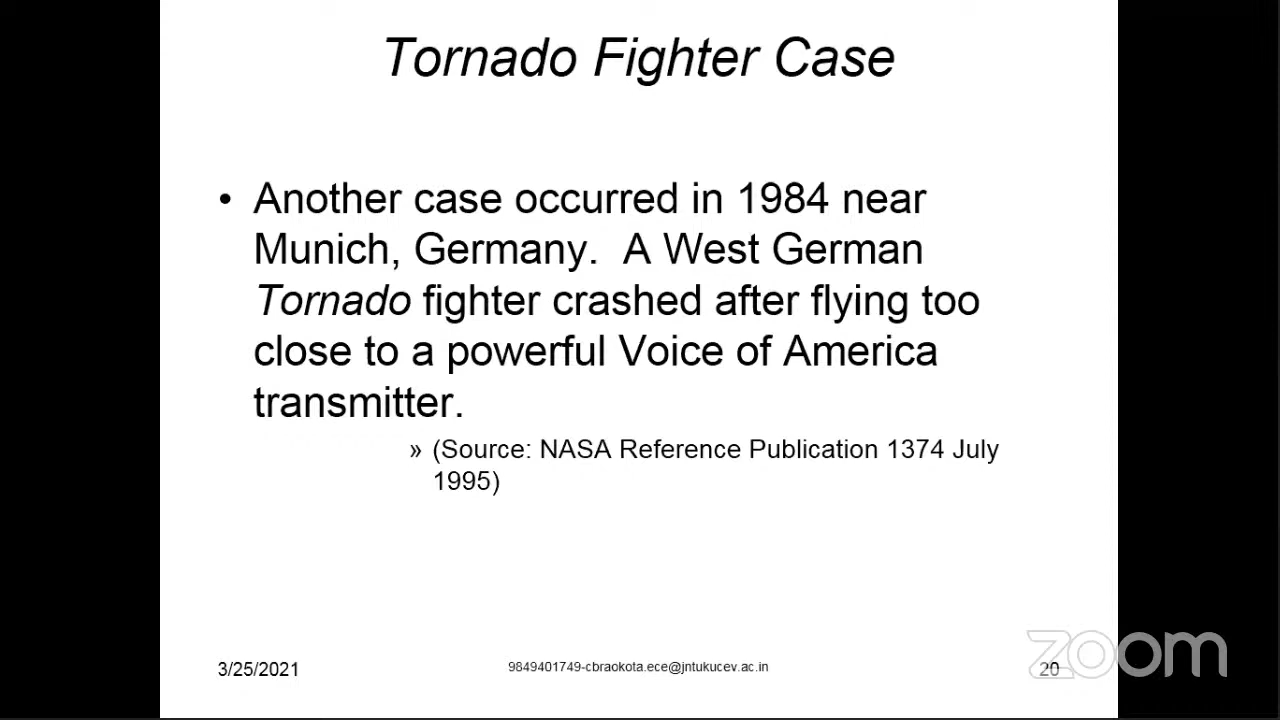 Tornado Fighter Case
• Another case occurred in 1984 near
Munich, Germany.  A West German
Tornado fighter crashed after flying too
close to a powerful Voice of America
transmitter.
» (Source: NASA Reference Publication 1374 July
1995)
3/25/2021
9849401749-cbraokota.ece@jntukucev.ac.in
20
zoom